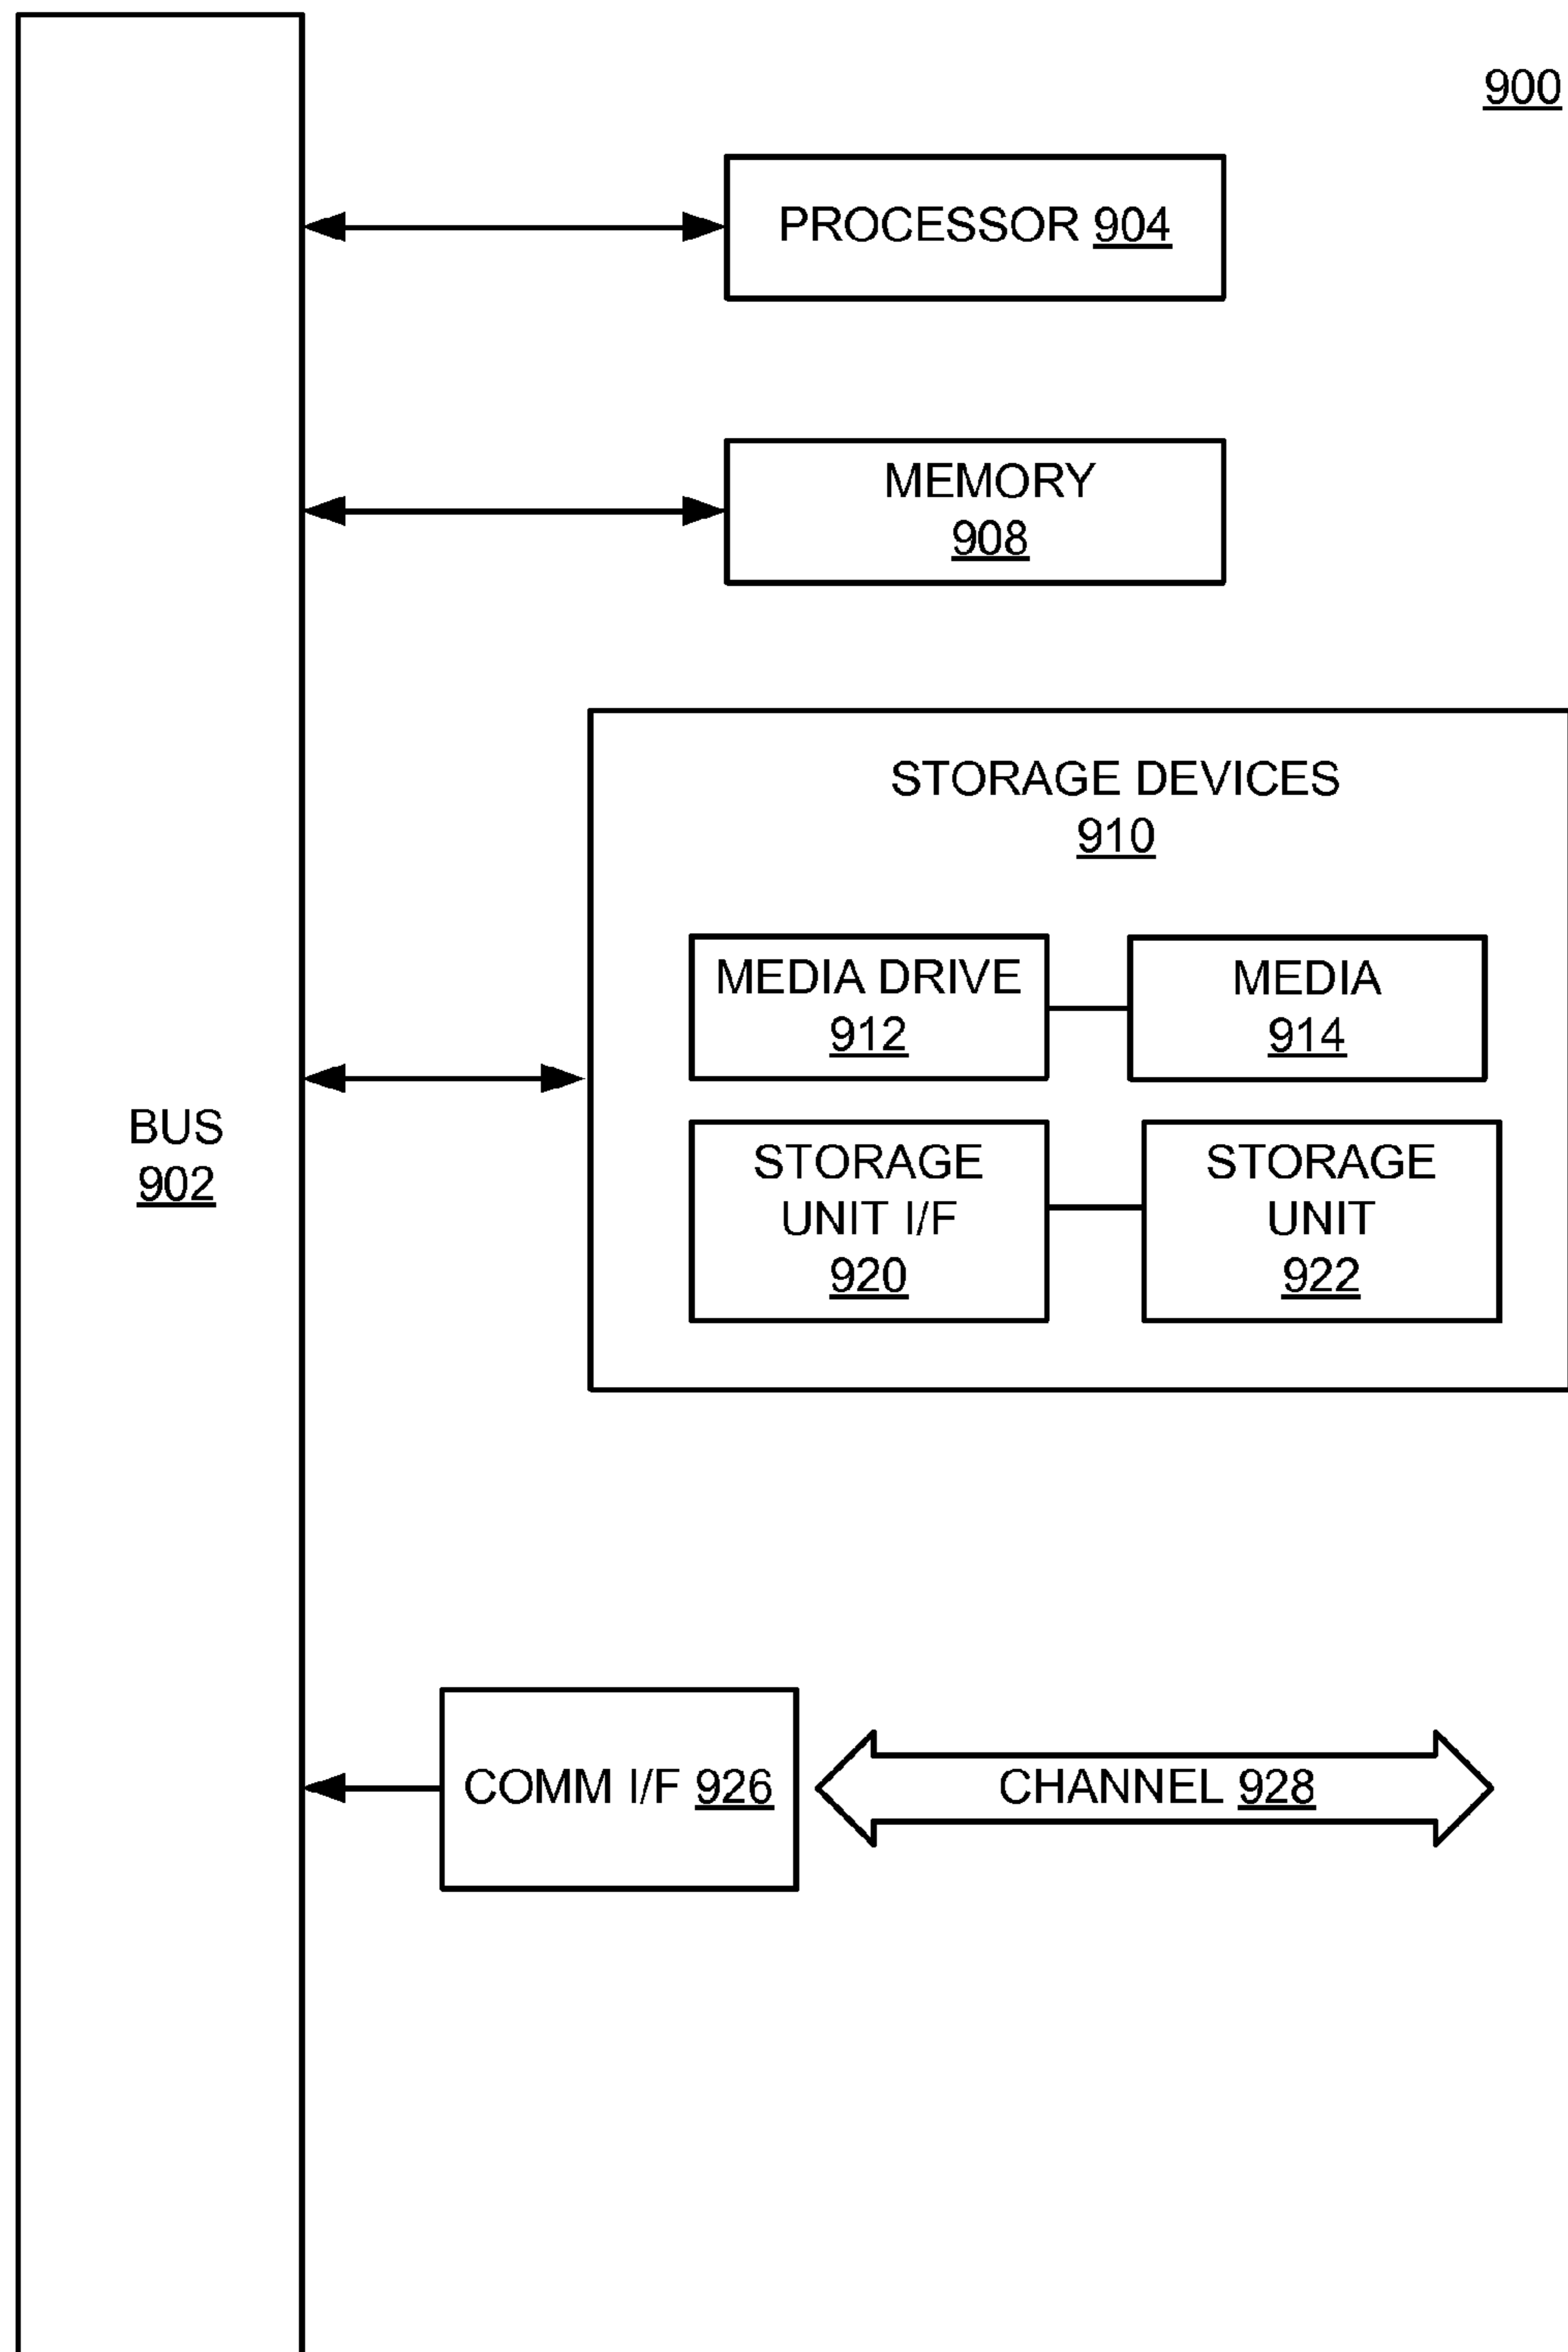 900
PROCESSOR 904
MEMORY
908
STORAGE DEVICES
910
MEDIA DRIVE
912
MEDIA
914
BUS
902
STORAGE
UNIT I/F
920
STORAGE
UNIT
922
COMM I/F 926
CHANNEL 928